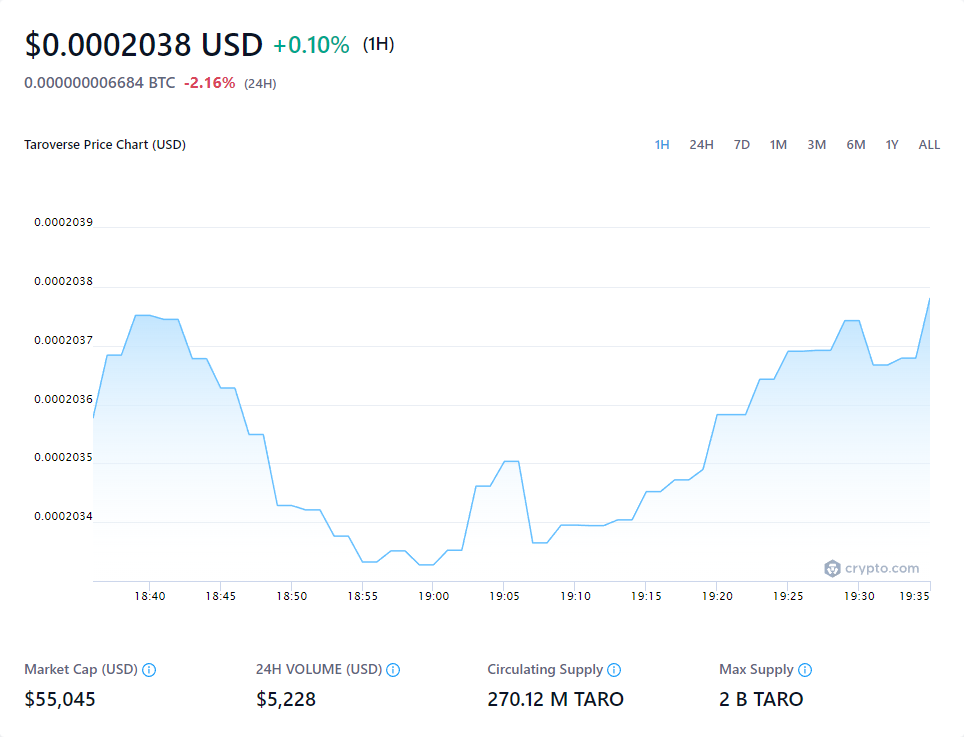 $0.0002038 USD +0.10% (1H)
0.000000006684 BTC -2.16% (24H)
Taroverse Price Chart (USD) 1H 24H 7D 1M 3M 6M 1Y ALL
0.0002039
0.0002038
0.0002037
0.0002036
0.0002035
0.0002034
crypto.com
18:40 18:45 18:50 18:55 19:00 19:05 19:10 19:15 19:20 19:25 19:30 19:35
Market Cap (USD) 24H VOLUME (USD) Circulating Supply Max Supply
$55,045 $5,228 270.12 M TARO 2 B TARO